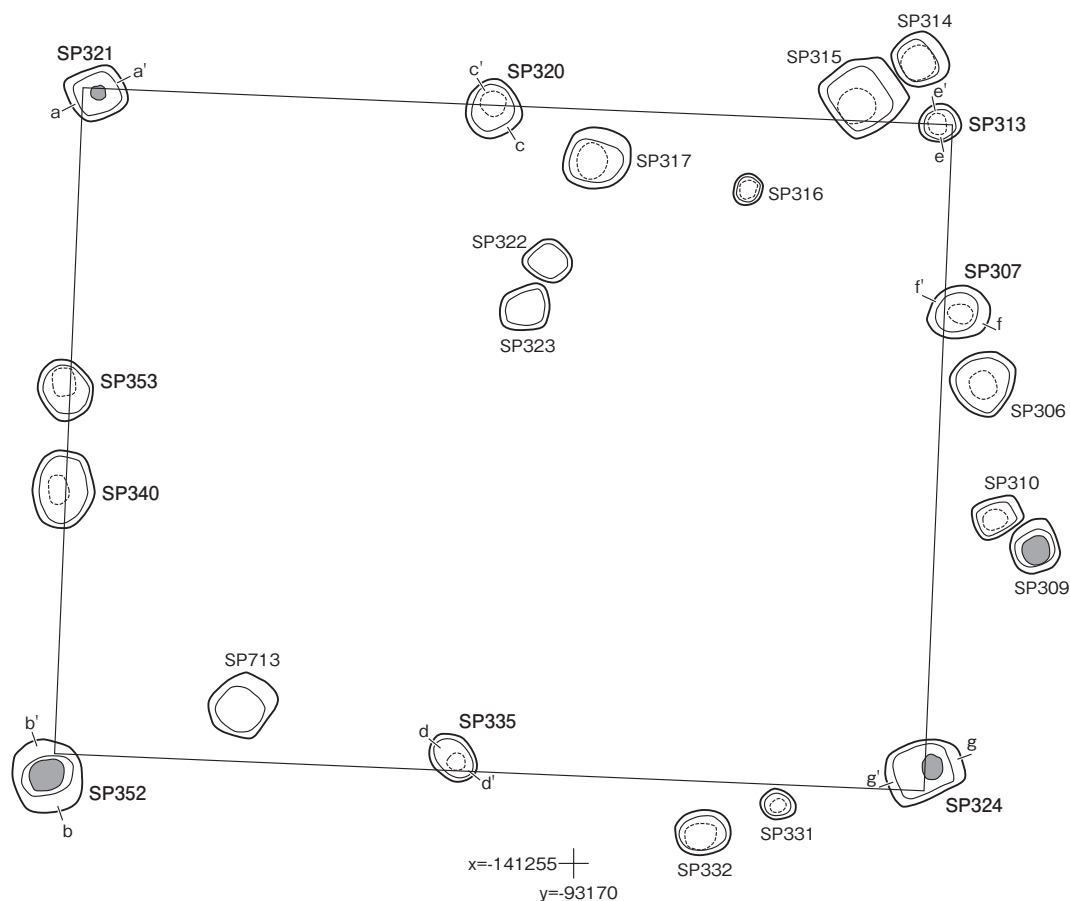 SP314
SP321
a'
c'
SP320
SP315
e'
a
c
e
SP313
SP317
SP316
SP322
SP307
f'
f
SP323
SP353
SP306
SP340
SP310
SP309
SP713
b'
d
SP335
g
SP352
d'
g'
b
SP324
SP331
SP332
x=-141255
y=-93170